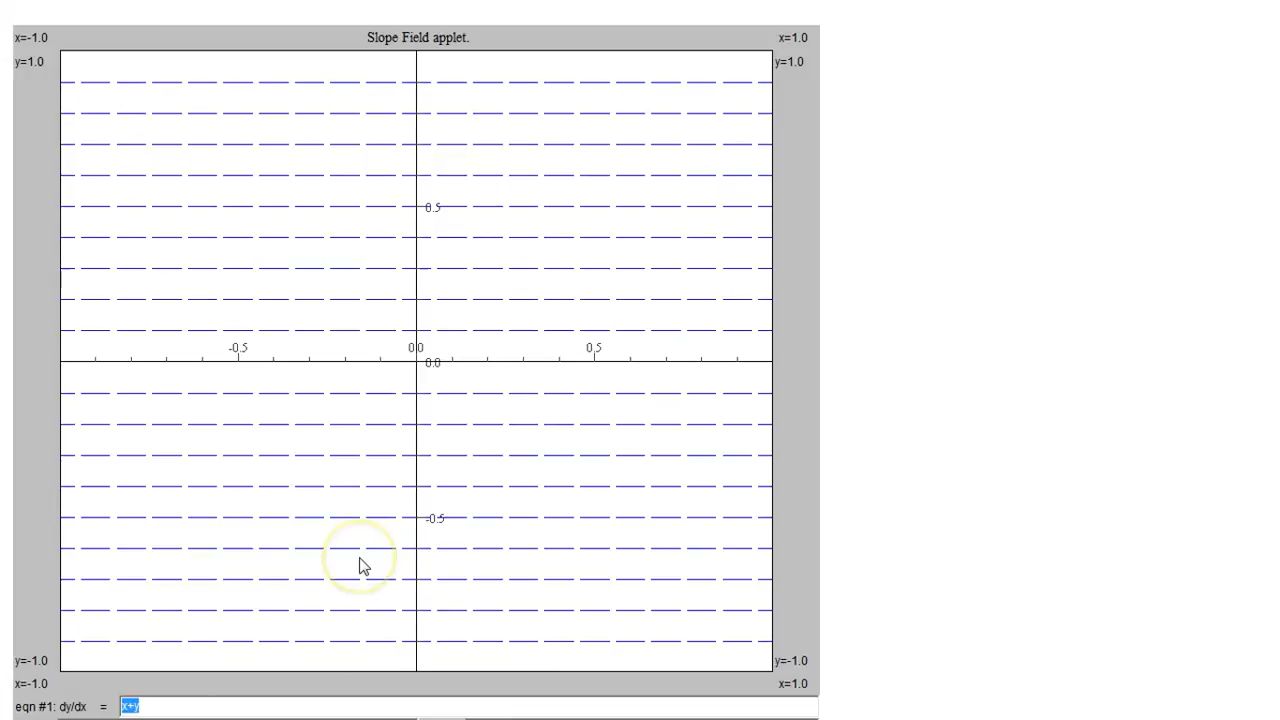 x=-1.0 Slope Field applet. x=1.0
y=1.0 y=1.0
0.5
-0.5 0.0 0.5
0.0
-0.5
y=-1.0 y=-1.0
x=-1.0 x=1.0
eqn #1: dy/dx = x+y